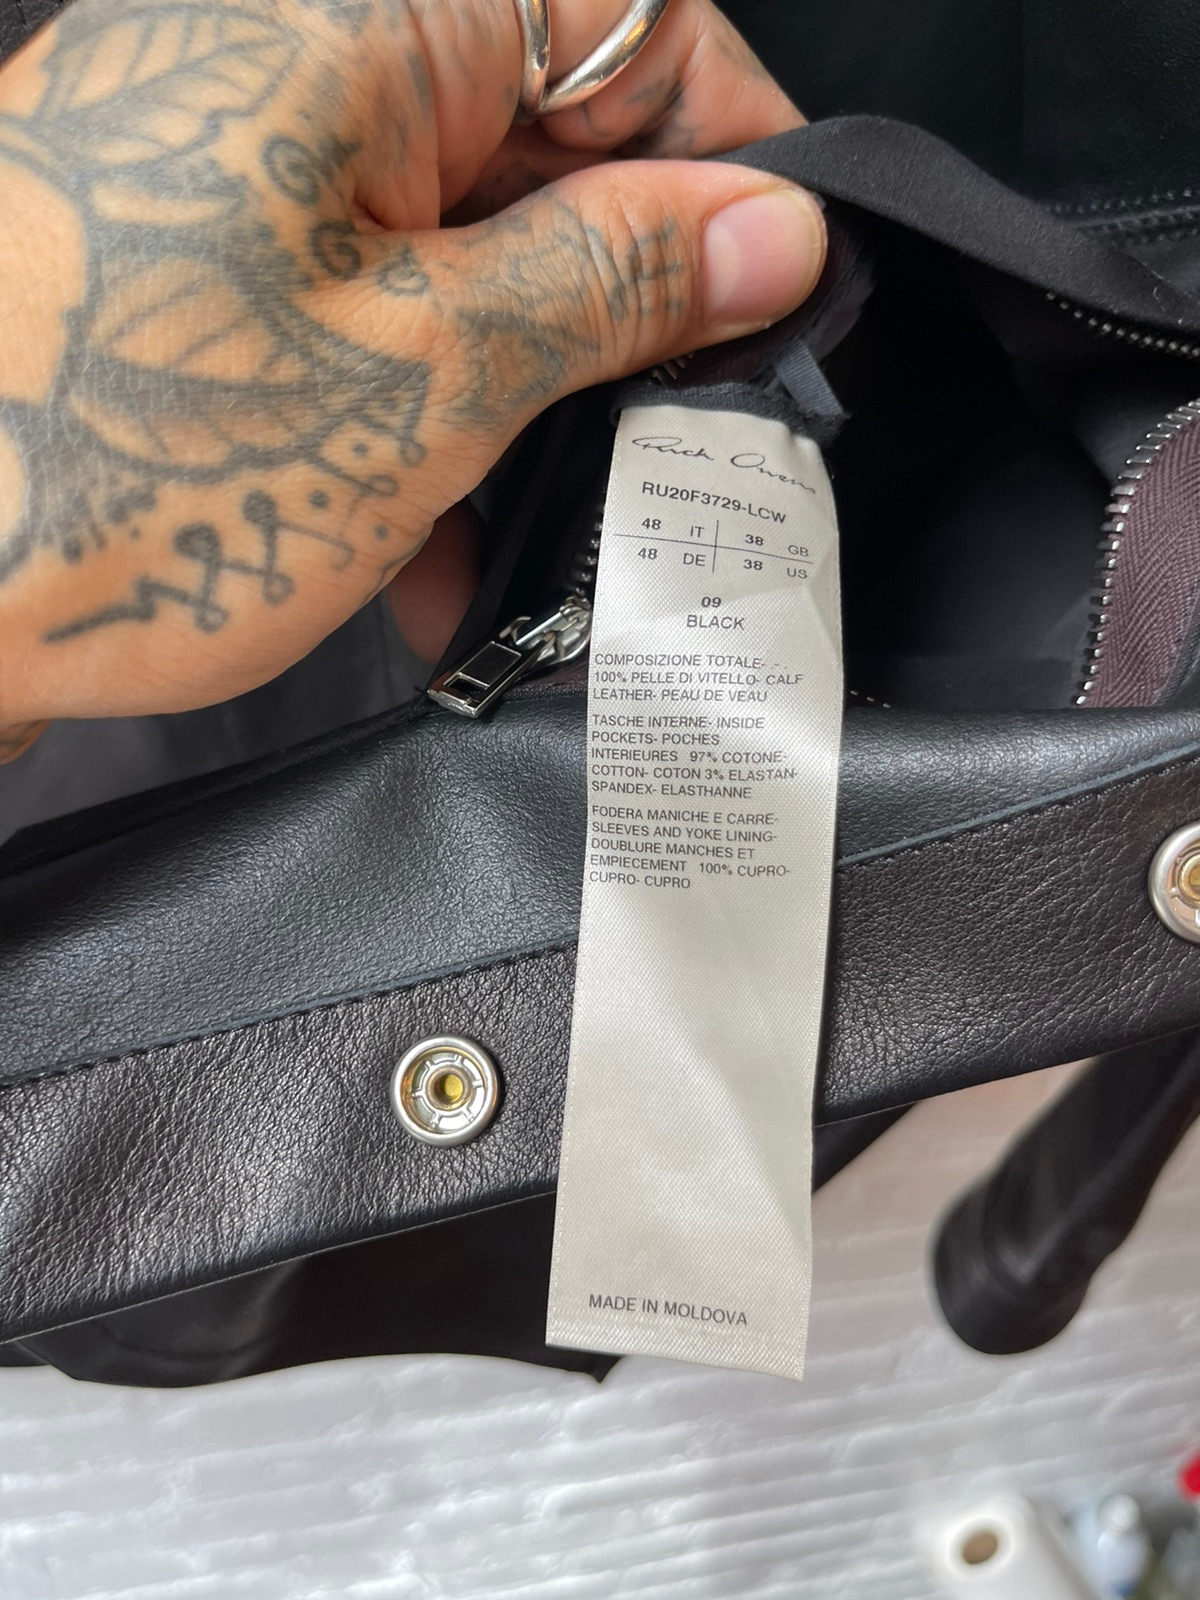 Rick Owens
RU20F3729-LCW
48 IT 38 GB
48 DE 38 US
09
BLACK
COMPOSIZIONE TOTALE- - -
100% PELLE DI VITELLO- CALF
LEATHER- PEAU DE VEAU
TASCHE INTERNE- INSIDE
POCKETS- POCHES
INTERIEURES 97% COTONE-
COTTON- COTON 3% ELASTAN-
SPANDEX- ELASTHANNE
FODERA MANICHE E CARRE-
SLEEVES AND YOKE LINING-
DOUBLURE MANCHES ET
EMPIECEMENT 100% CUPRO-
CUPRO- CUPRO
MADE IN MOLDOVA